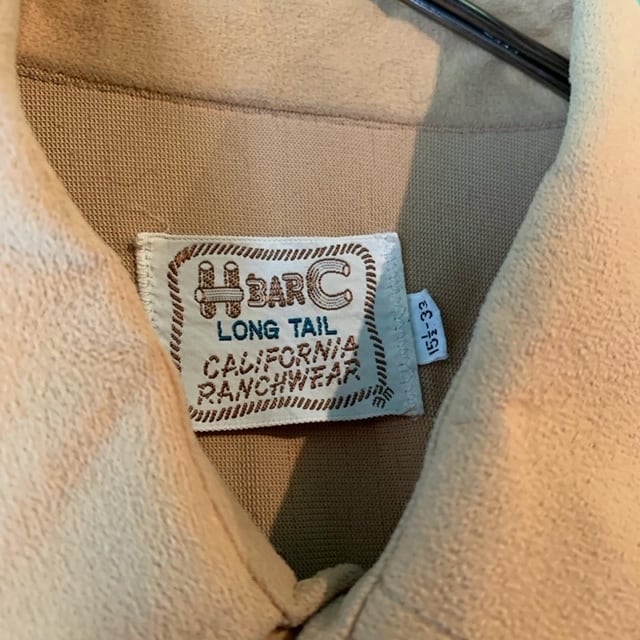 H BAR C
LONG TAIL
CALIFORNIA
RANCHWEAR
15½-33